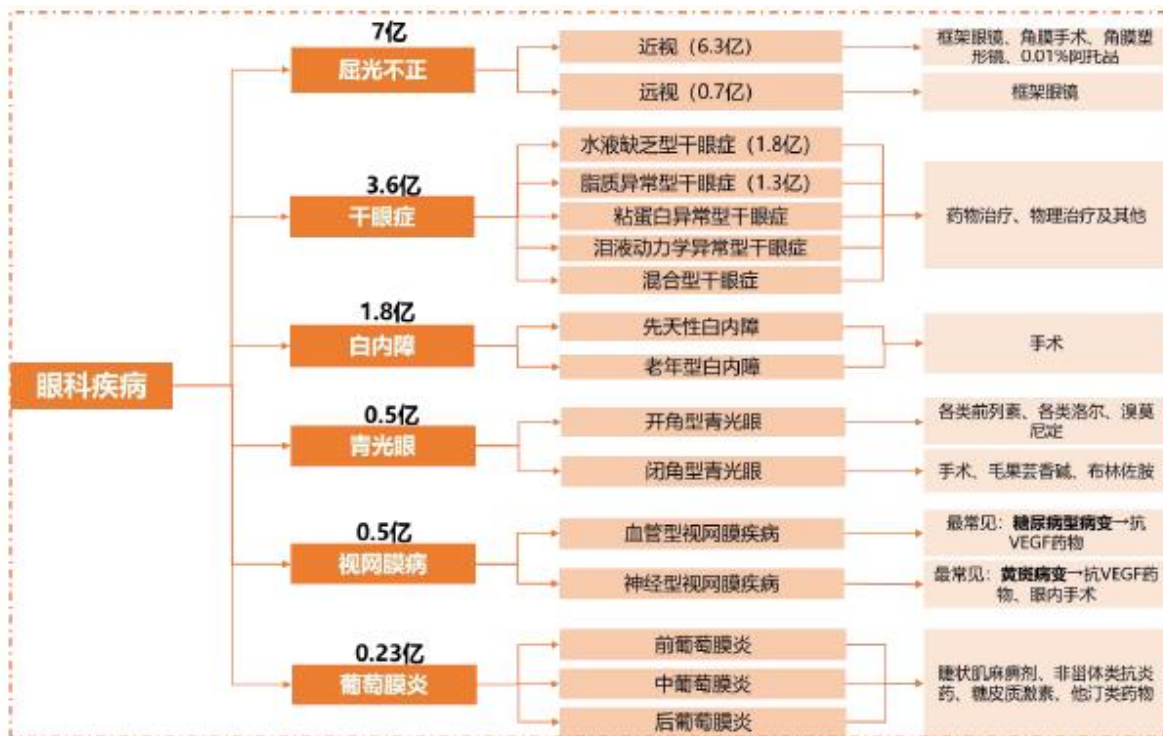 眼科疾病
7亿
屈光不正
近视（6.3亿）
框架眼镜、角膜手术、角膜塑
形镜、0.01%阿托品
远视（0.7亿）
框架眼镜
3.6亿
干眼症
水液缺乏型干眼症（1.8亿）
脂质异常型干眼症（1.3亿）
粘蛋白异常型干眼症
泪液动力学异常型干眼症
混合型干眼症
药物治疗、物理治疗及其他
1.8亿
白内障
先天性白内障
老年型白内障
手术
0.5亿
青光眼
开角型青光眼
各类前列素、各类洛尔、溴莫
尼定
闭角型青光眼
手术、毛果芸香碱、布林佐胺
0.5亿
视网膜病
血管型视网膜疾病
最常见：糖尿病型病变→抗
VEGF药物
神经型视网膜疾病
最常见：黄斑病变→抗VEGF药
物、眼内手术
0.23亿
葡萄膜炎
前葡萄膜炎
中葡萄膜炎
后葡萄膜炎
睫状肌麻痹剂、非甾体类抗炎
药、糖皮质激素、他汀类药物